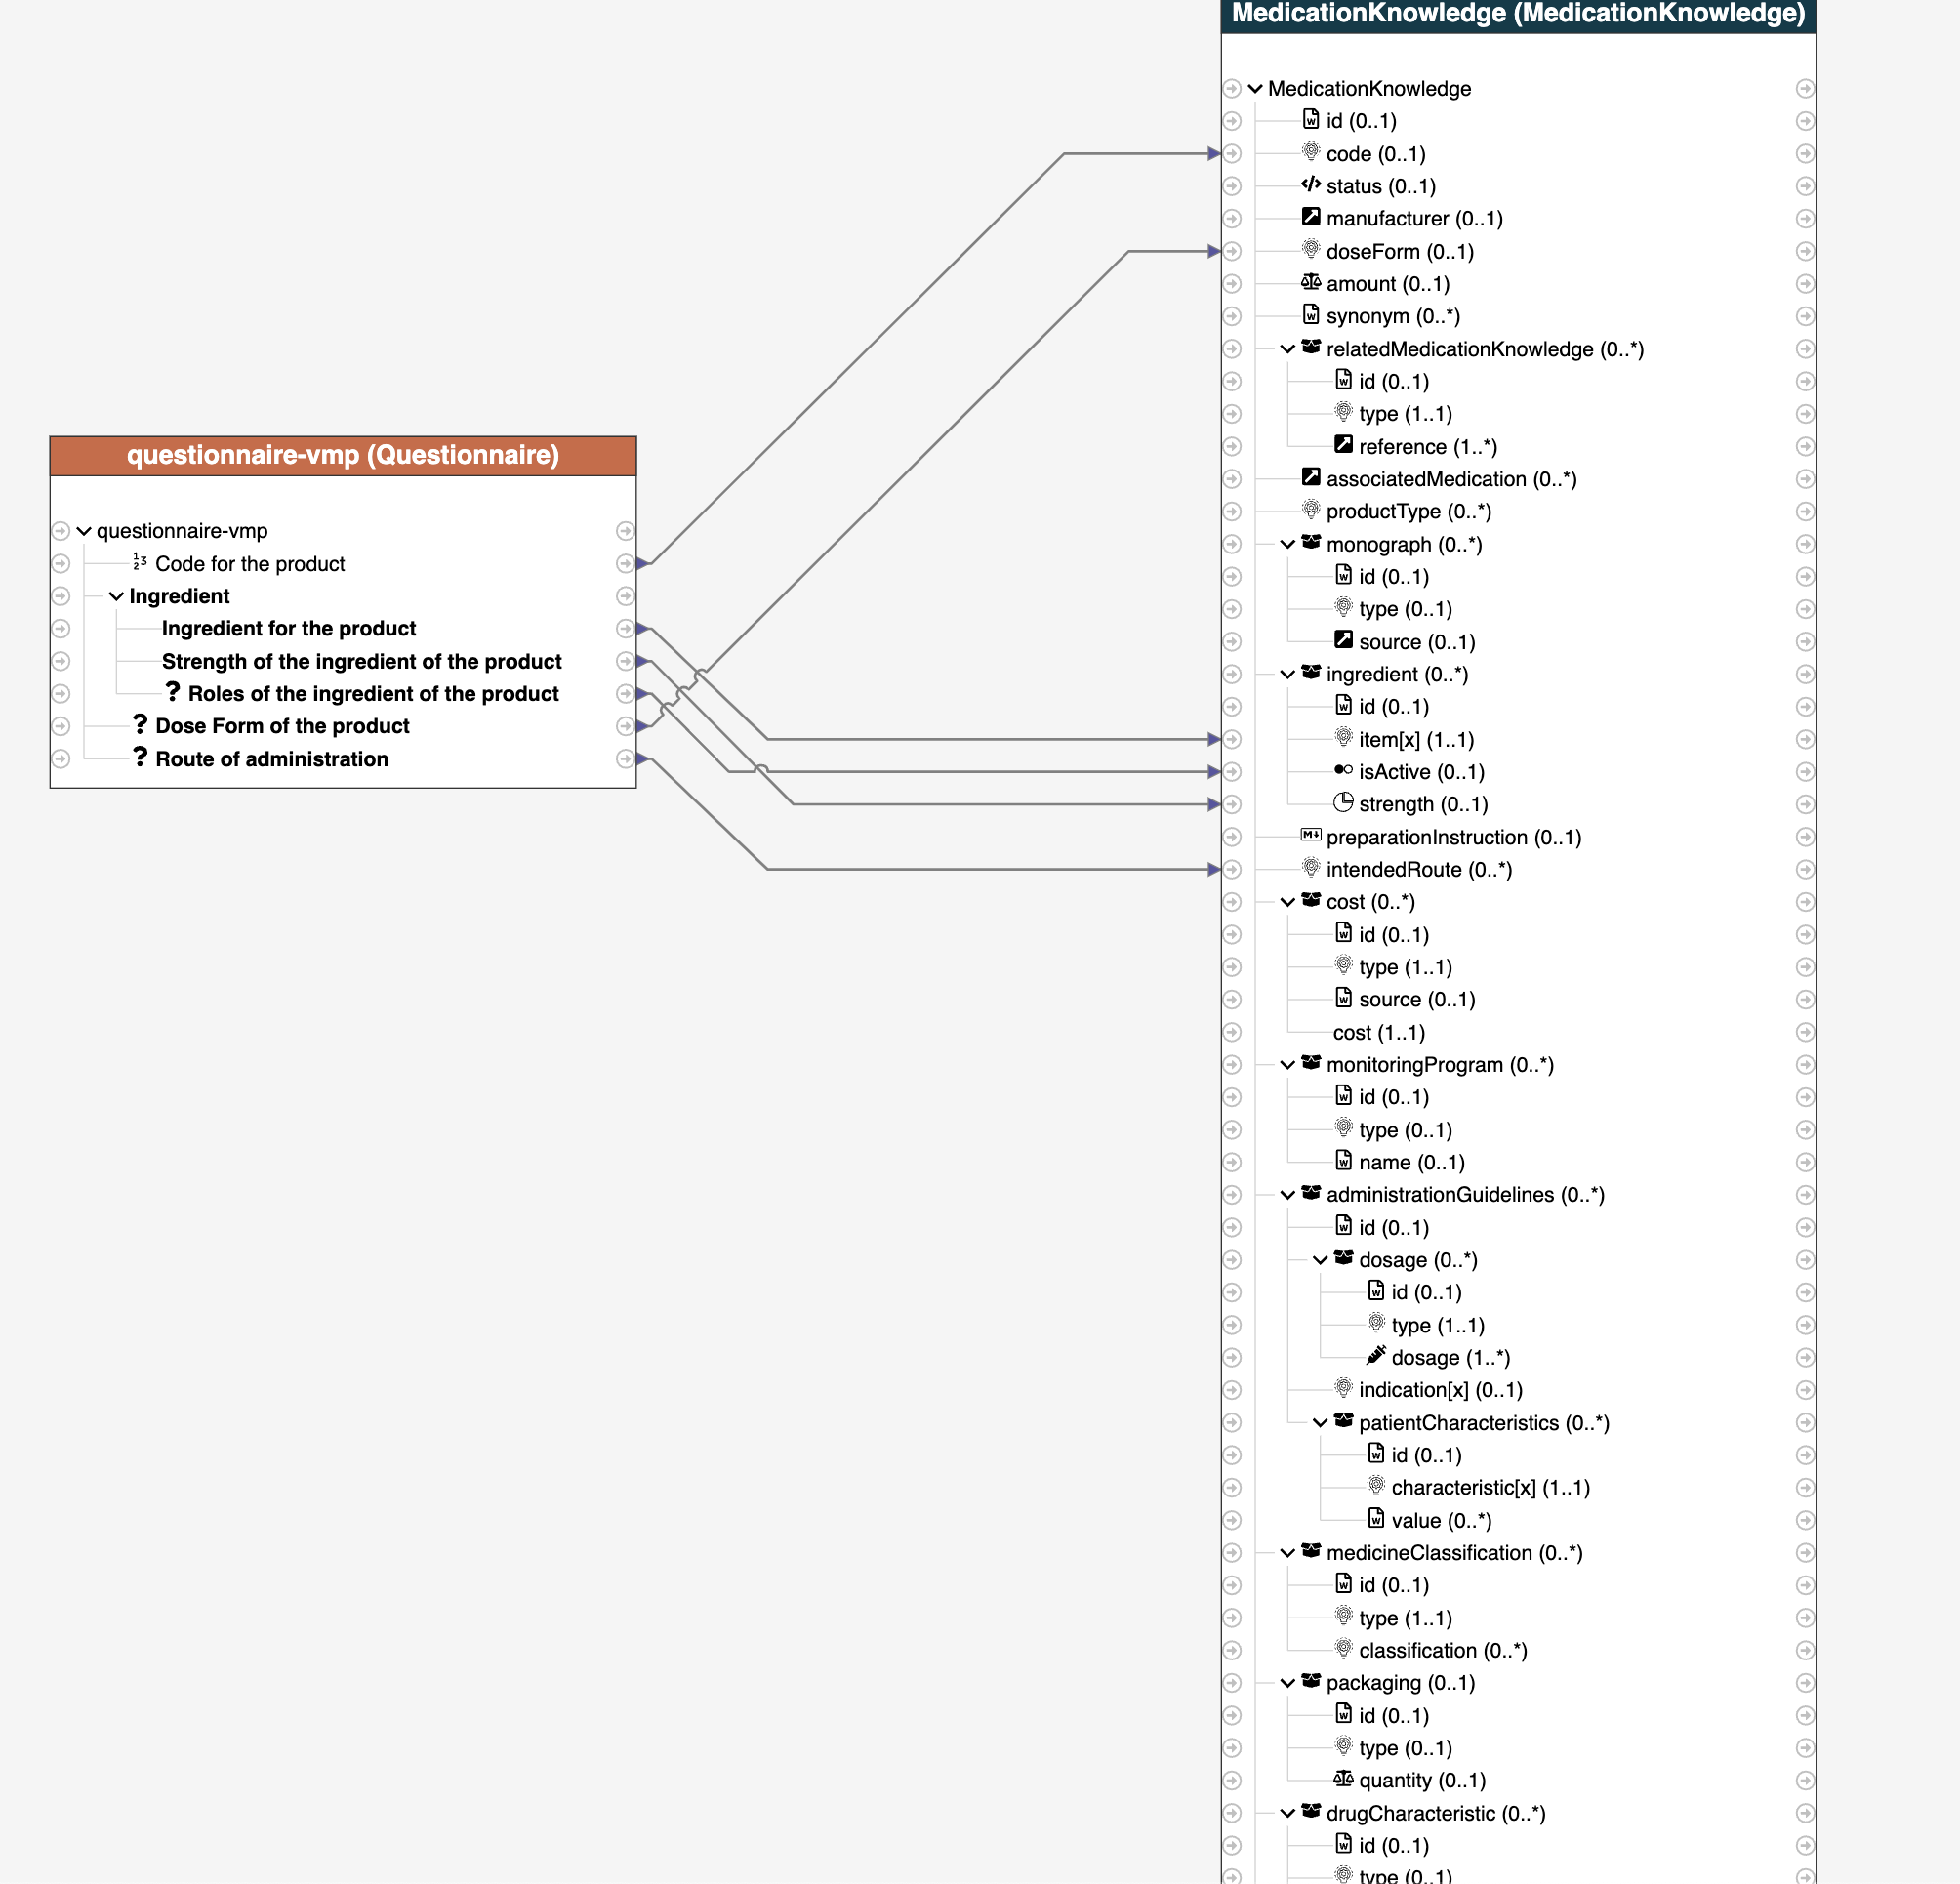 questionnaire-vmp (Questionnaire)
questionnaire-vmp
Code for the product
Ingredient
Ingredient for the product
Strength of the ingredient of the product
? Roles of the ingredient of the product
? Dose Form of the product
? Route of administration
MedicationKnowledge (MedicationKnowledge)
MedicationKnowledge
id (0..1)
code (0..1)
status (0..1)
manufacturer (0..1)
doseForm (0..1)
amount (0..1)
synonym (0..*)
relatedMedicationKnowledge (0..*)
id (0..1)
type (1..1)
reference (1..*)
associatedMedication (0..*)
productType (0..*)
monograph (0..*)
id (0..1)
type (0..1)
source (0..1)
ingredient (0..*)
id (0..1)
item[x] (1..1)
isActive (0..1)
strength (0..1)
preparationInstruction (0..1)
intendedRoute (0..*)
cost (0..*)
id (0..1)
type (1..1)
source (0..1)
cost (1..1)
monitoringProgram (0..*)
id (0..1)
type (0..1)
name (0..1)
administrationGuidelines (0..*)
id (0..1)
dosage (0..*)
id (0..1)
type (1..1)
dosage (1..*)
indication[x] (0..1)
patientCharacteristics (0..*)
id (0..1)
characteristic[x] (1..1)
value (0..*)
medicineClassification (0..*)
id (0..1)
type (1..1)
classification (0..*)
packaging (0..1)
id (0..1)
type (0..1)
quantity (0..1)
drugCharacteristic (0..*)
id (0..1)
type (0..1)